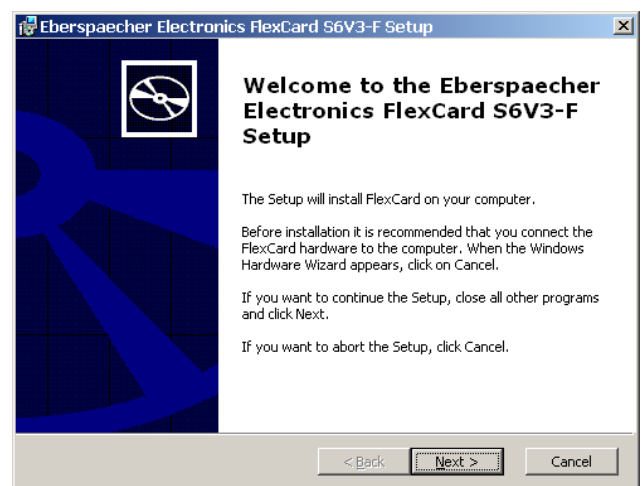 Eberspaecher Electronics FlexCard S6V3-F Setup
Welcome to the Eberspaecher
Electronics FlexCard S6V3-F
Setup
The Setup will install FlexCard on your computer.
Before installation it is recommended that you connect the
FlexCard hardware to the computer. When the Windows
Hardware Wizard appears, click on Cancel.
If you want to continue the Setup, close all other programs
and click Next.
If you want to abort the Setup, click Cancel.
< Back
Next >
Cancel